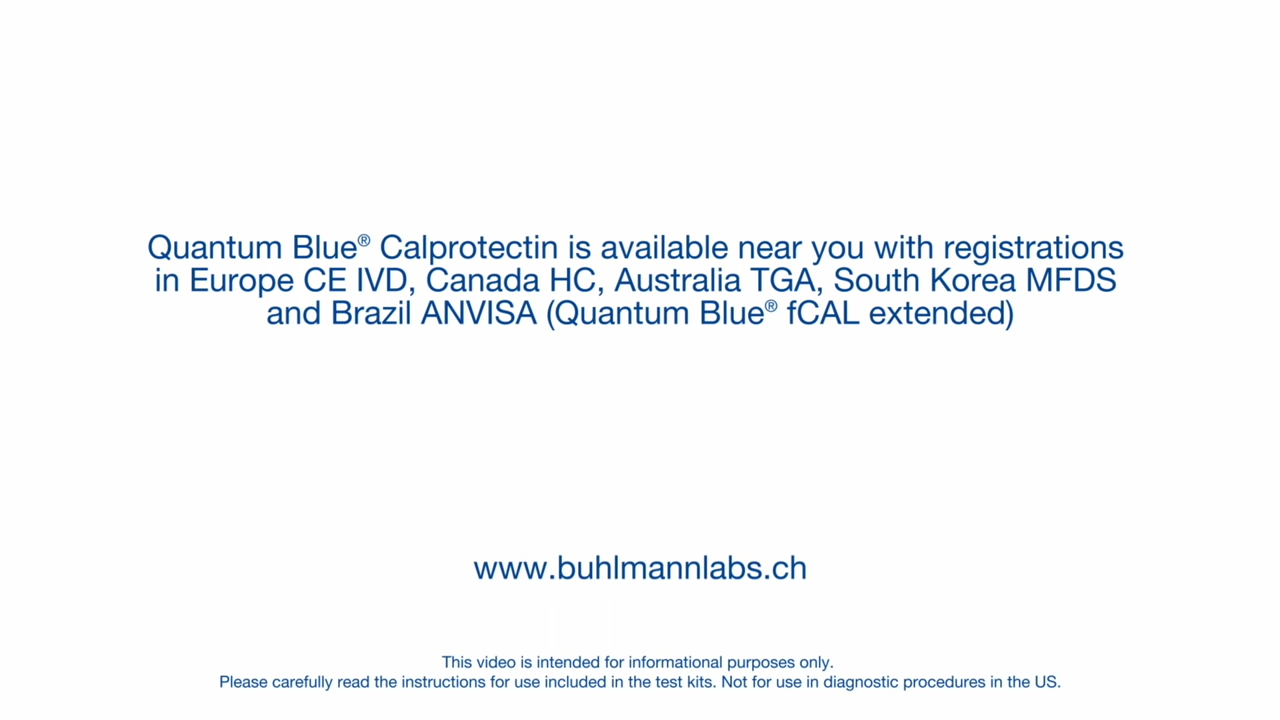 Quantum Blue® Calprotectin is available near you with registrations
in Europe CE IVD, Canada HC, Australia TGA, South Korea MFDS
and Brazil ANVISA (Quantum Blue® fCAL extended)
www.buhlmannlabs.ch
This video is intended for informational purposes only.
Please carefully read the instructions for use included in the test kits. Not for use in diagnostic procedures in the US.